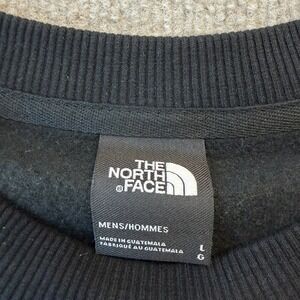 THE
NORTH
FACE
MENS/HOMMES
MADE IN GUATEMALA
FABRIQUÉ AU GUATEMALA
L
G